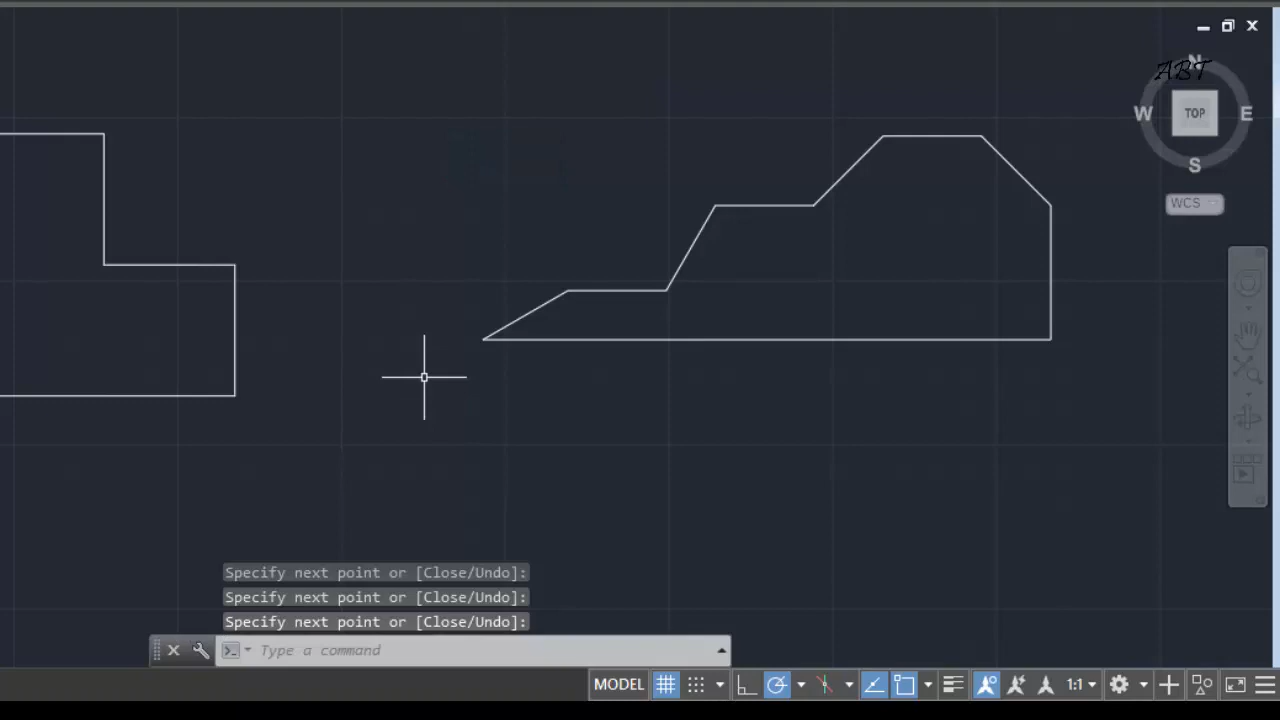 N
ABT
W TOP E
S
WCS
Specify next point or [Close/Undo]:
Specify next point or [Close/Undo]:
Specify next point or [Close/Undo]:
Type a command
MODEL 1:1